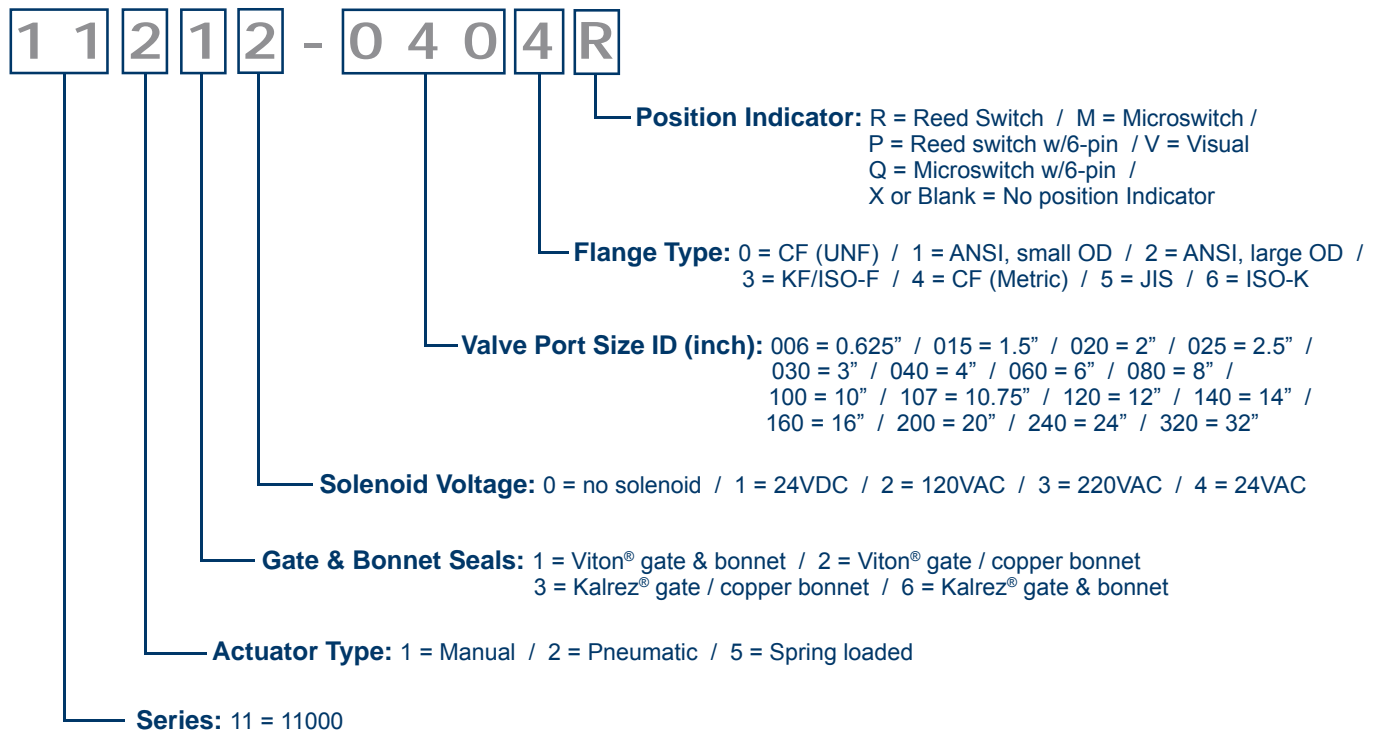 1 1 2 1 2 - 0 4 0 4 R
Position Indicator: R = Reed Switch / M = Microswitch /
P = Reed switch w/6-pin / V = Visual
Q = Microswitch w/6-pin /
X or Blank = No position Indicator
Flange Type: 0 = CF (UNF) / 1 = ANSI, small OD / 2 = ANSI, large OD /
3 = KF/ISO-F / 4 = CF (Metric) / 5 = JIS / 6 = ISO-K
Valve Port Size ID (inch): 006 = 0.625” / 015 = 1.5” / 020 = 2” / 025 = 2.5” /
030 = 3” / 040 = 4” / 060 = 6” / 080 = 8” /
100 = 10” / 107 = 10.75” / 120 = 12” / 140 = 14” /
160 = 16” / 200 = 20” / 240 = 24” / 320 = 32”
Solenoid Voltage: 0 = no solenoid / 1 = 24VDC / 2 = 120VAC / 3 = 220VAC / 4 = 24VAC
Gate & Bonnet Seals: 1 = Viton® gate & bonnet / 2 = Viton® gate / copper bonnet
3 = Kalrez® gate / copper bonnet / 6 = Kalrez® gate & bonnet
Actuator Type: 1 = Manual / 2 = Pneumatic / 5 = Spring loaded
Series: 11 = 11000